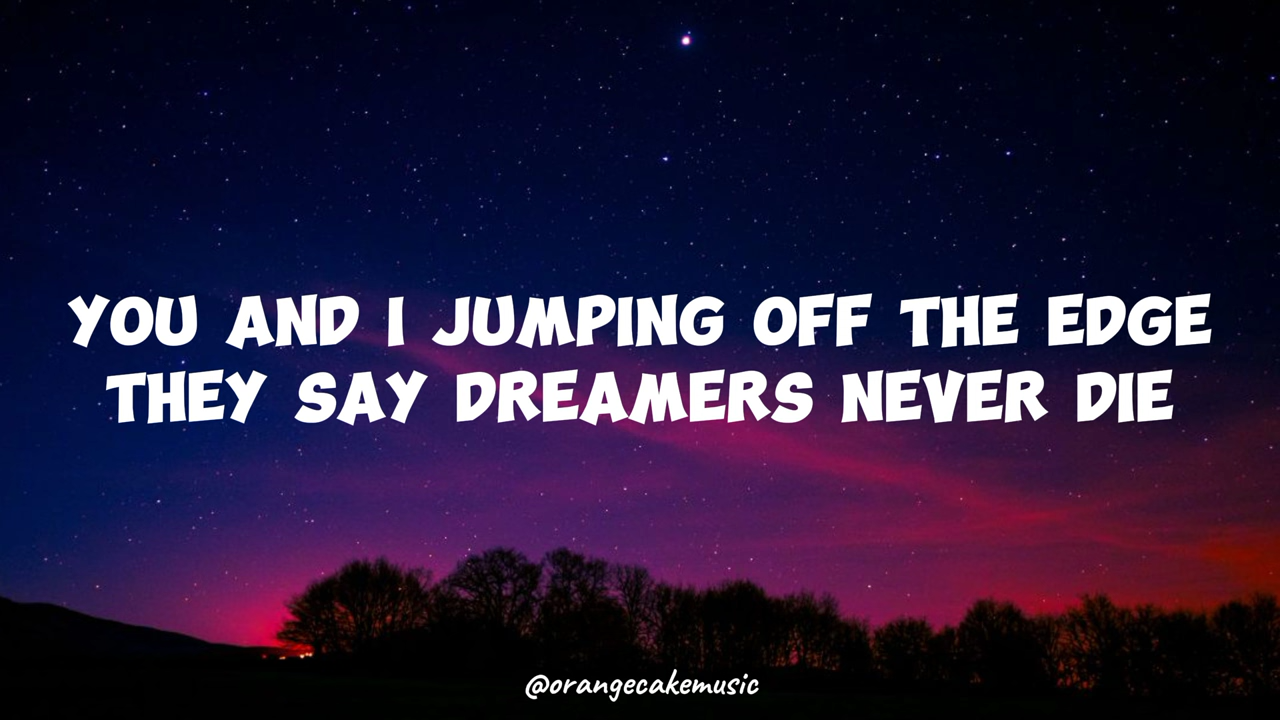 YOU AND I JUMPING OFF THE EDGE
THEY SAY DREAMERS NEVER DIE
@orangecakemusic